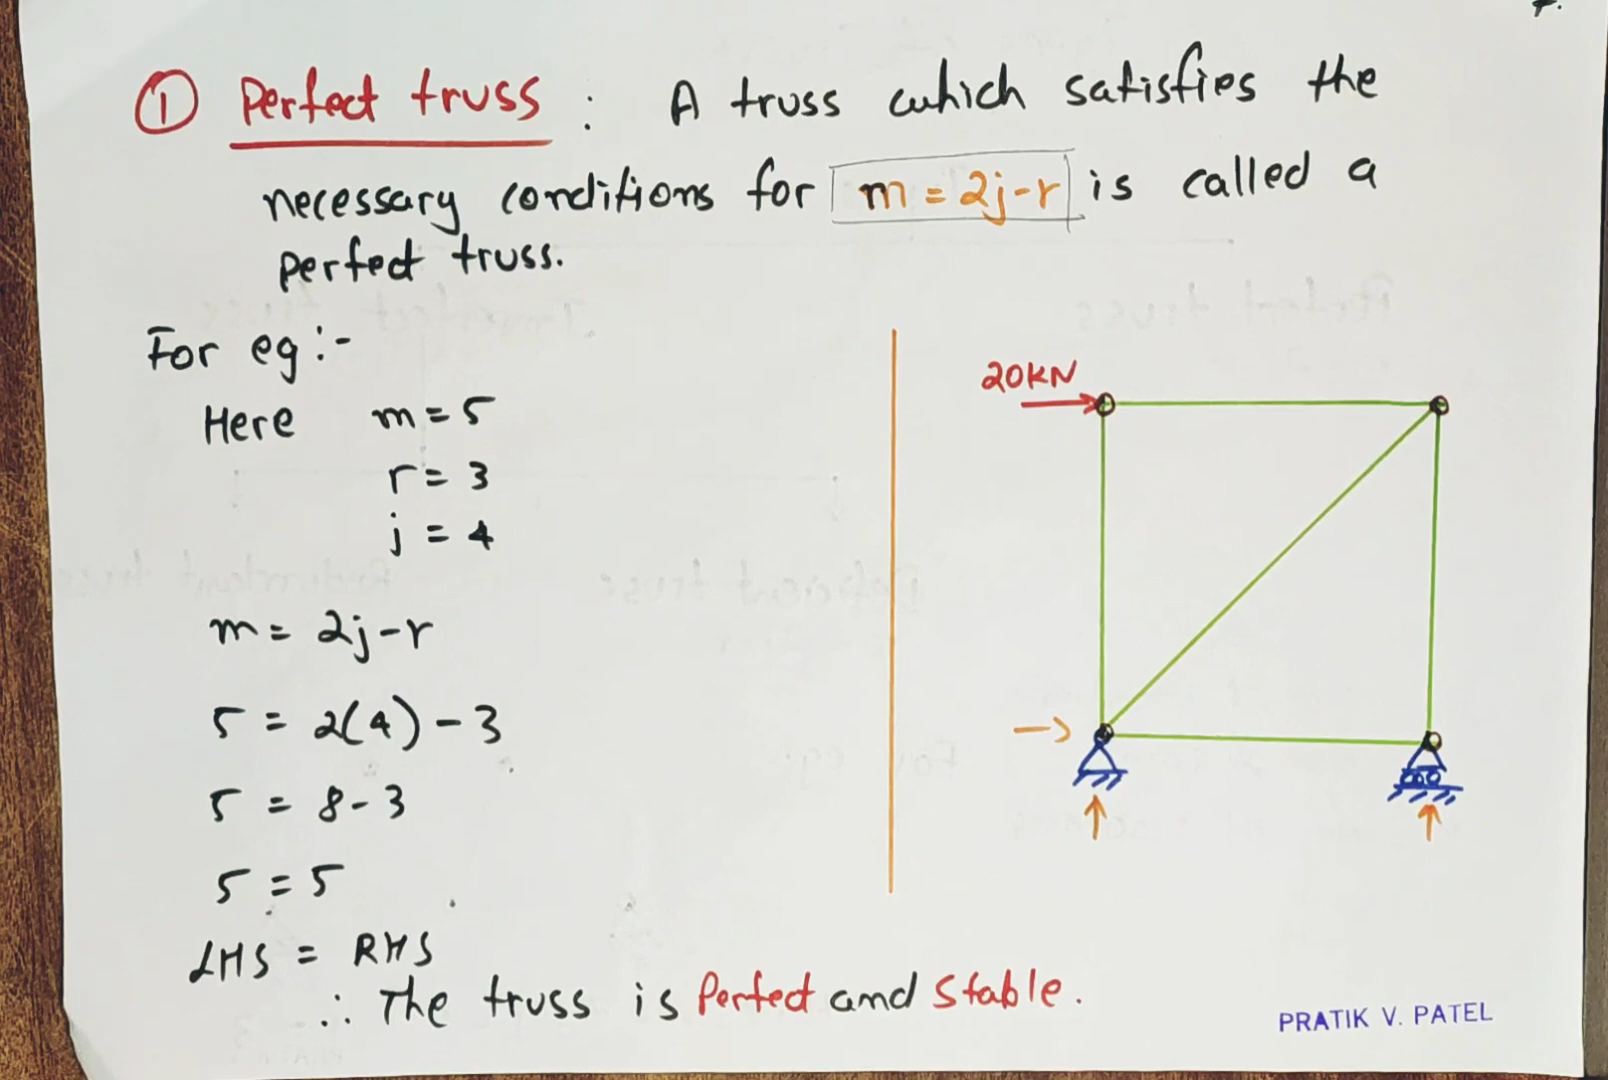 ① Perfect truss : A truss which satisfies the
necessary conditions for m = 2j-r is called a
perfect truss.
For eg :-
Here m = 5
r = 3
j = 4
m = 2j-r
5 = 2(4) - 3
5 = 8 - 3
5 = 5
LHS = RHS
∴ The truss is Perfect and Stable.
20KN
PRATIK V. PATEL